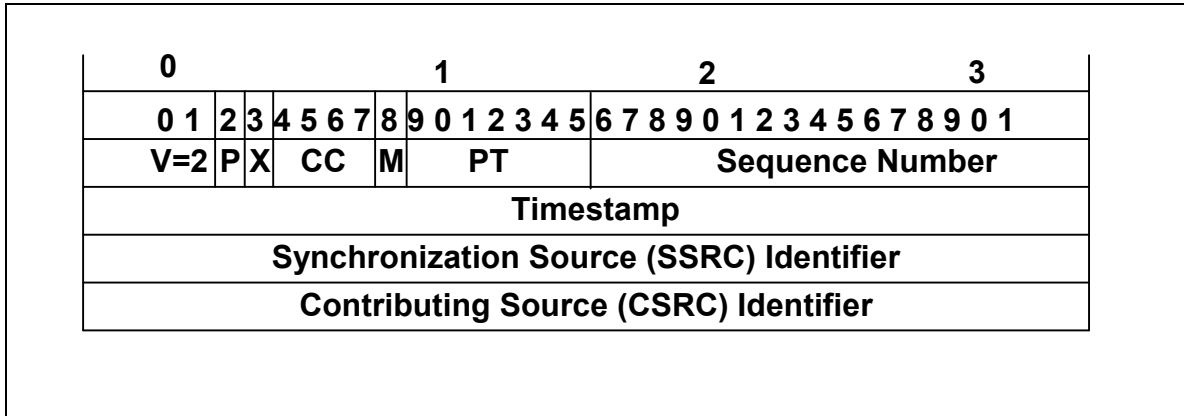 0 1 2 3
0 1 2 3 4 5 6 7 8 9 0 1 2 3 4 5 6 7 8 9 0 1 2 3 4 5 6 7 8 9 0 1
V=2 P X CC M PT Sequence Number
Timestamp
Synchronization Source (SSRC) Identifier
Contributing Source (CSRC) Identifier